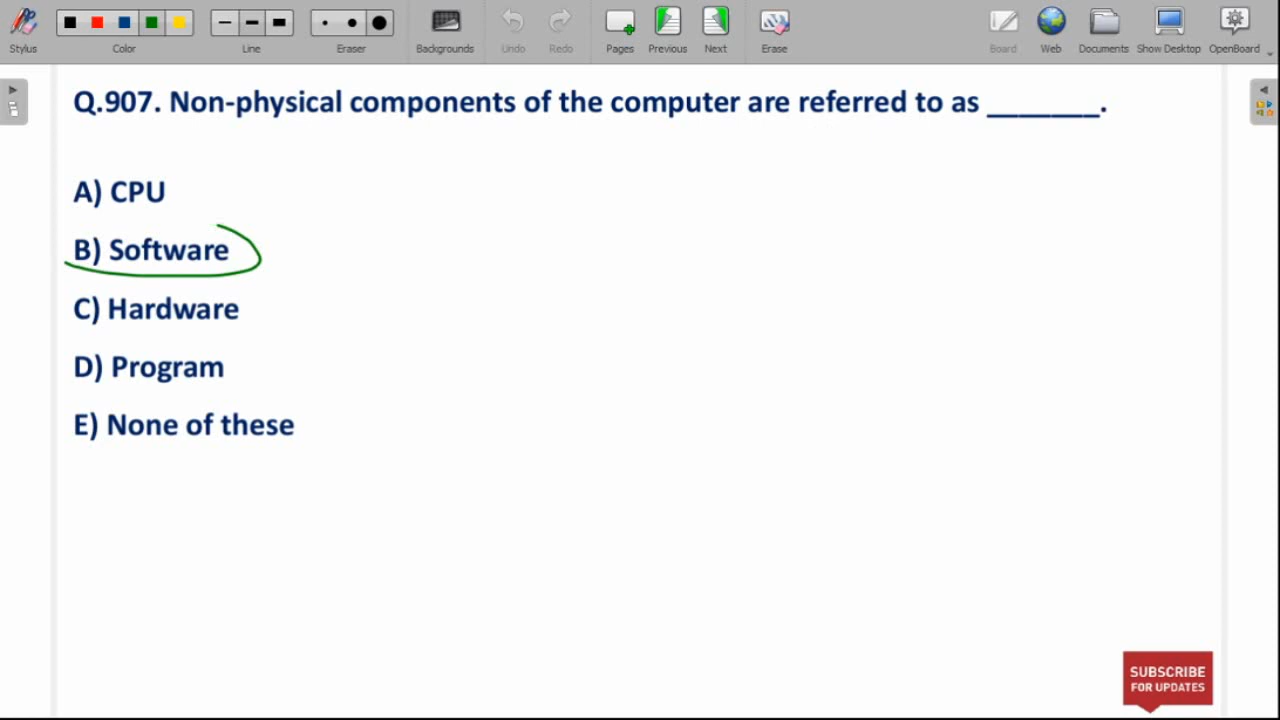 Stylus Color Line Eraser Backgrounds Undo Redo Pages Previous Next Erase Board Web Documents Show Desktop OpenBoard
Q.907. Non-physical components of the computer are referred to as _______.
A) CPU
B) Software
C) Hardware
D) Program
E) None of these
SUBSCRIBE
FOR UPDATES